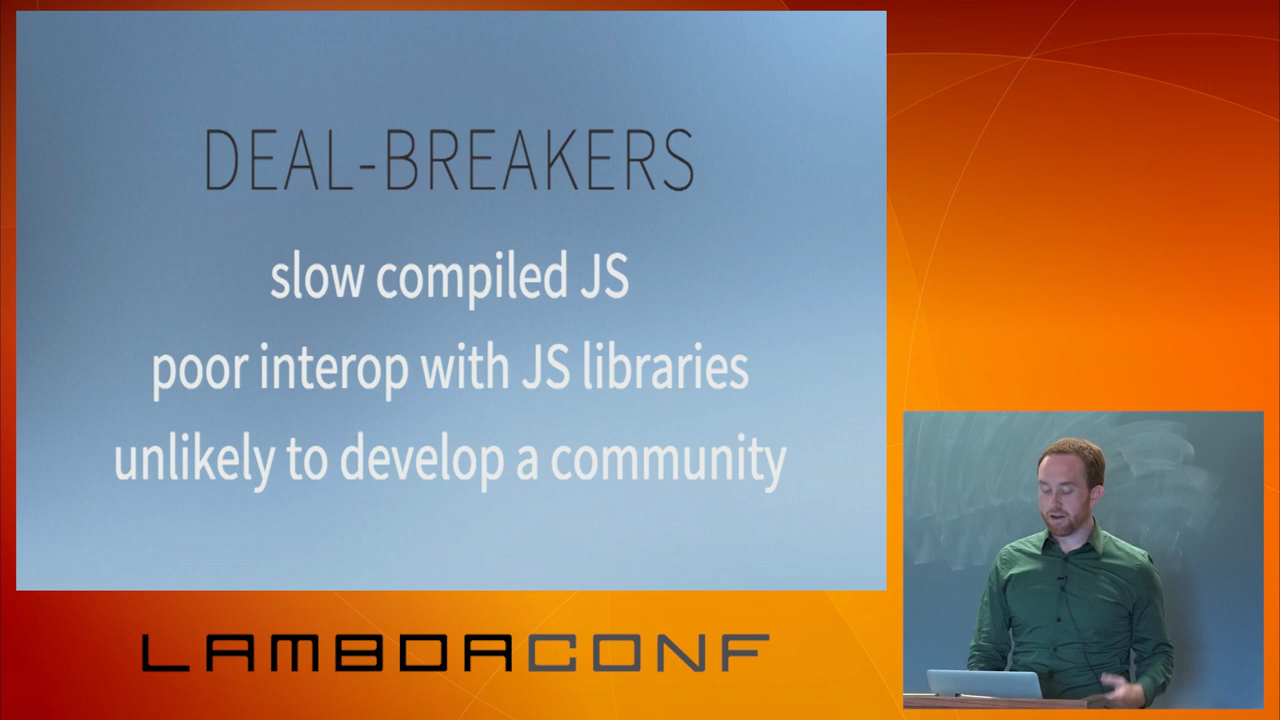 DEAL-BREAKERS
slow compiled JS
poor interop with JS libraries
unlikely to develop a community
LAMBDACONF